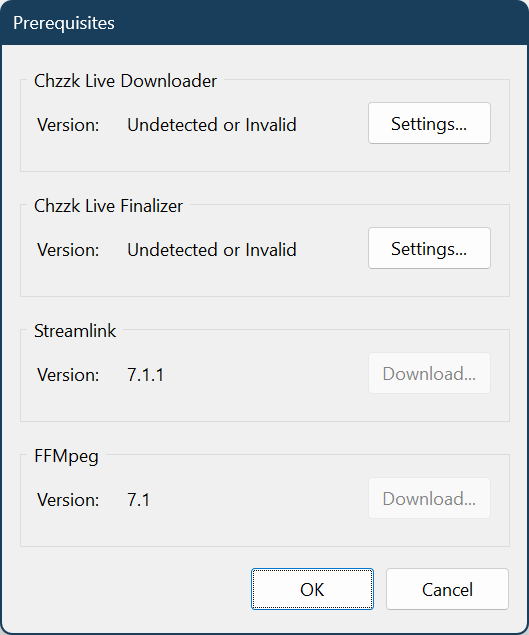 Prerequisites
Chzzk Live Downloader
Version: Undetected or Invalid Settings...
Chzzk Live Finalizer
Version: Undetected or Invalid Settings...
Streamlink
Version: 7.1.1 Download...
FFMpeg
Version: 7.1 Download...
OK Cancel